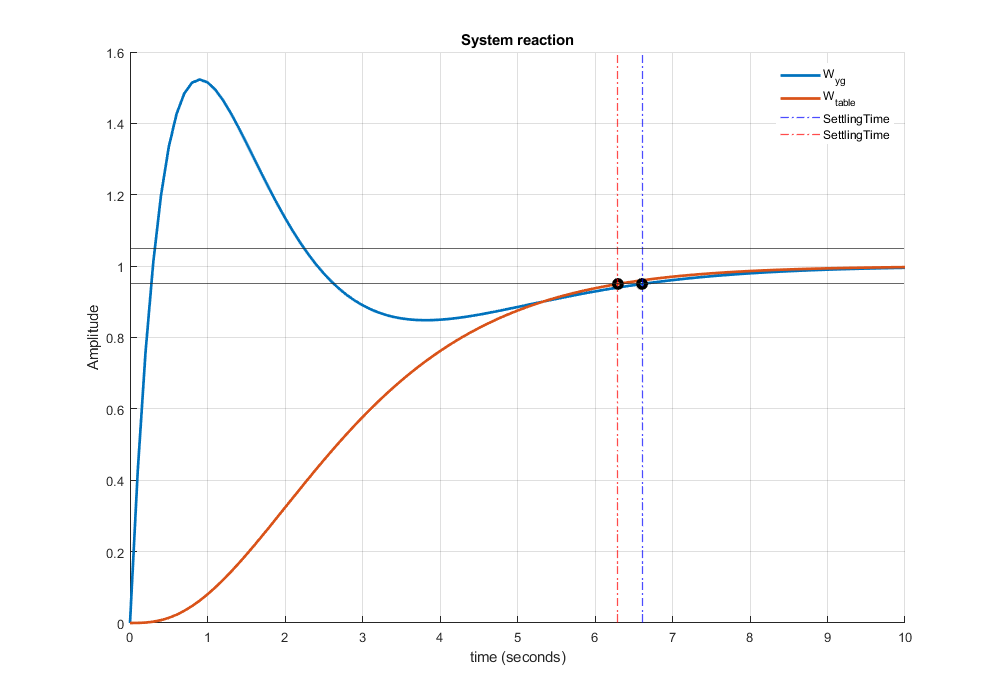 System reaction
1.6
1.4
1.2
1
0.8
0.6
0.4
0.2
0
Amplitude
W_yg
W_table
SettlingTime
SettlingTime
0 1 2 3 4 5 6 7 8 9 10
time (seconds)